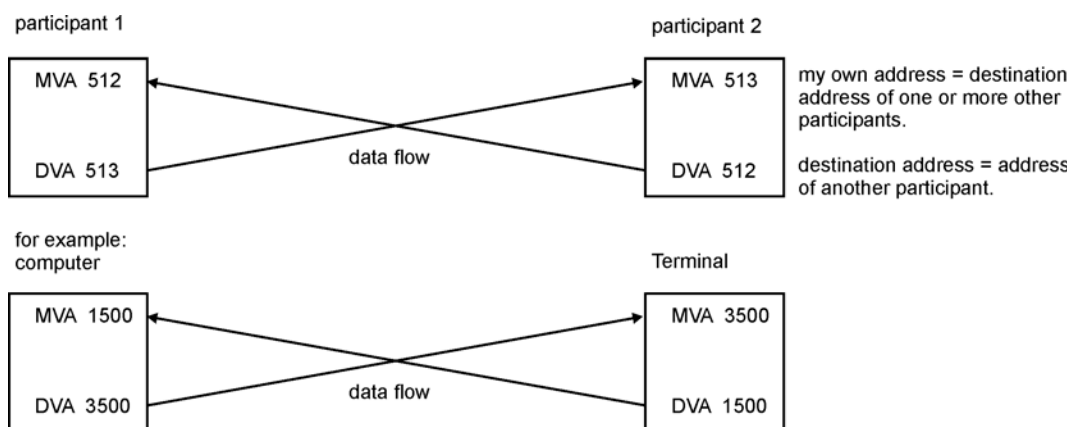 participant 1
participant 2
MVA 512
MVA 513
my own address = destination
address of one or more other
participants.
data flow
DVA 513
DVA 512
destination address = address
of another participant.
for example:
computer
Terminal
MVA 1500
MVA 3500
data flow
DVA 3500
DVA 1500